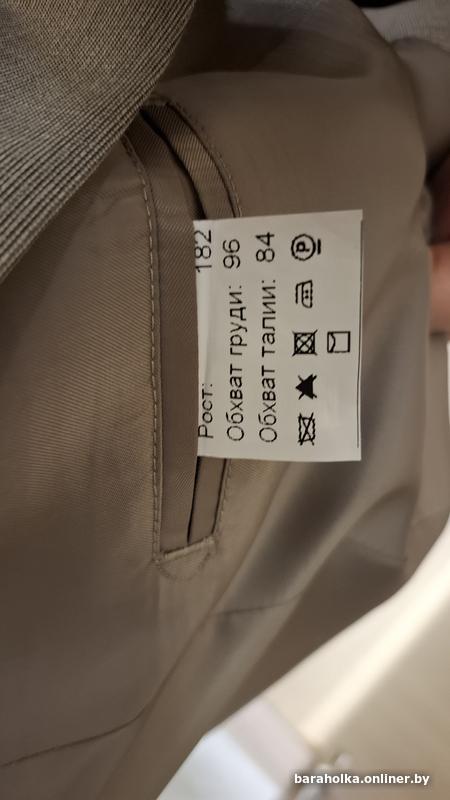 Рост: 182
Обхват груди: 96
Обхват талии: 84
P
baraholka.onliner.by